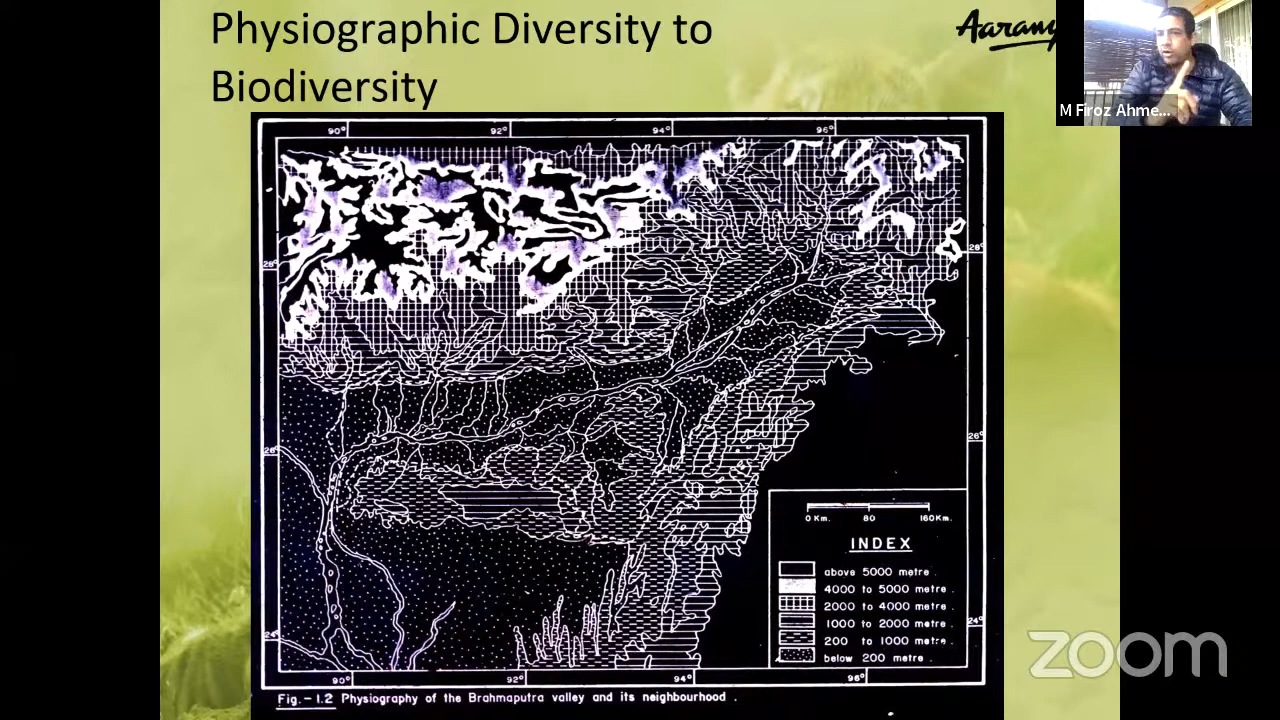 Physiographic Diversity to
Biodiversity
Aarany
M Firoz Ahme...
90° 92° 94° 96°
28° 28°
26° 26°
24° 24°
0 Km. 80 160Km.
INDEX
above 5000 metre .
4000 to 5000 metre .
2000 to 4000 metre .
1000 to 2000 metre .
200 to 1000 metre .
below 200 metre .
90° 92° 94° 96°
Fig.-1.2 Physiography of the Brahmaputra valley and its neighbourhood .
zoom